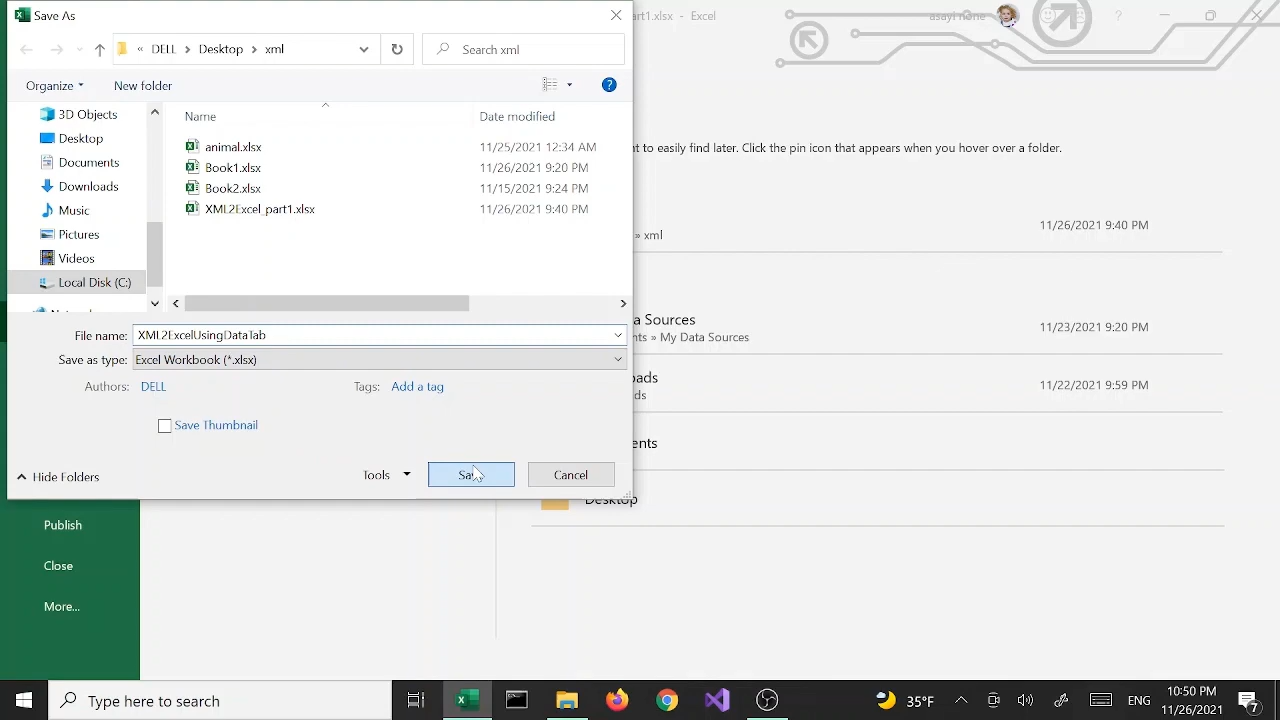 Save As
art1.xlsx - Excel
asayl none
?
« DELL > Desktop > xml
Search xml
Organize
New folder
?
3D Objects
Desktop
Documents
Downloads
Music
Pictures
Videos
Local Disk (C:)
Name
Date modified
animal.xlsx
11/25/2021 12:34 AM
Book1.xlsx
11/26/2021 9:20 PM
Book2.xlsx
11/15/2021 9:24 PM
XML2Excel_part1.xlsx
11/26/2021 9:40 PM
nt to easily find later. Click the pin icon that appears when you hover over a folder.
» xml
11/26/2021 9:40 PM
a Sources
nts » My Data Sources
11/23/2021 9:20 PM
ads
ds
11/22/2021 9:59 PM
ents
Desktop
File name: XML2ExcelUsingDataTab
Save as type: Excel Workbook (*.xlsx)
Authors: DELL
Tags: Add a tag
Save Thumbnail
Hide Folders
Tools
Cancel
Publish
Close
More...
Type here to search
35°F
ENG
0:50 PM
11/26/2021
7